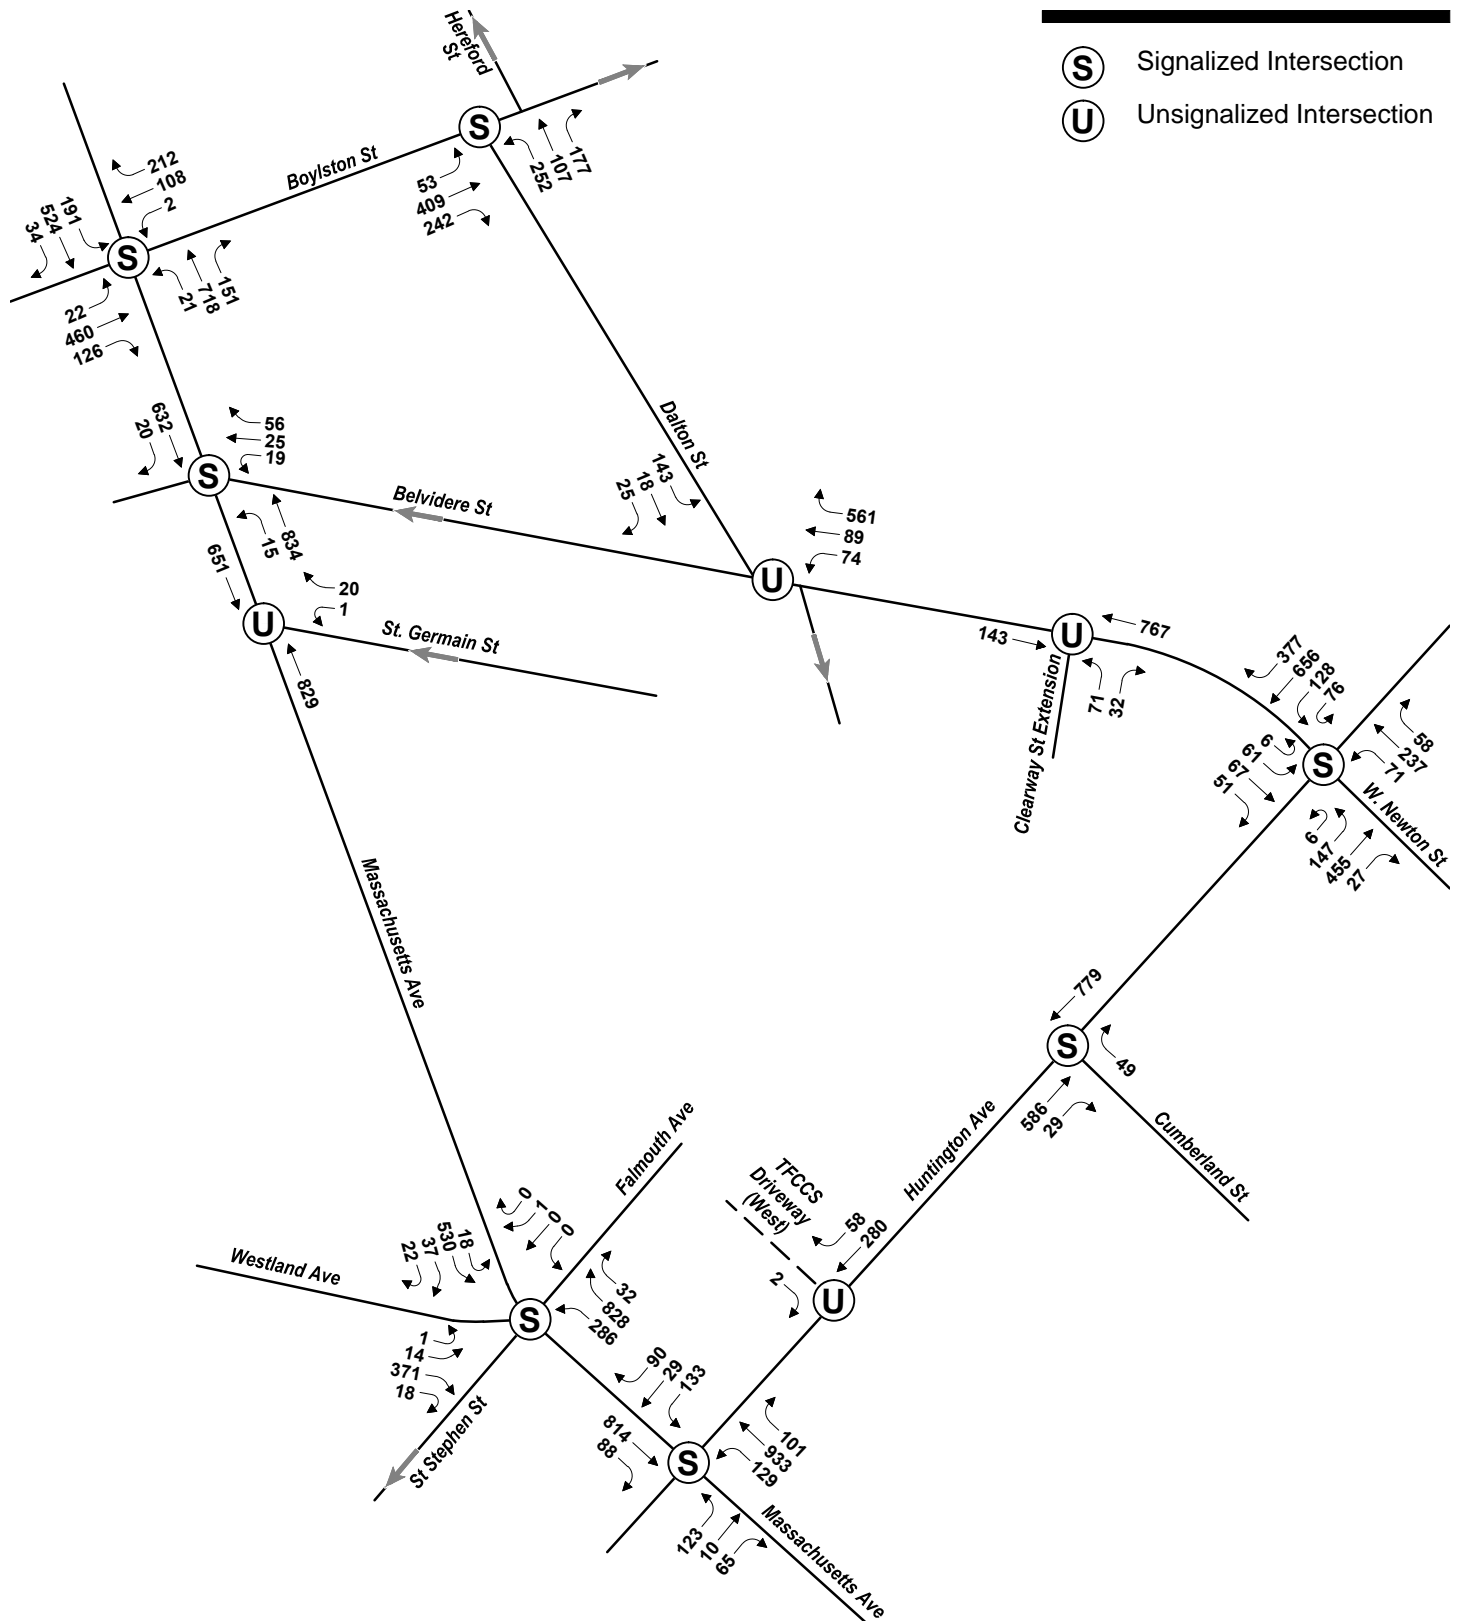 S Signalized Intersection
U Unsignalized Intersection
Hereford
St
S
Boylston St
53
409
242
252
107
177
212
108
2
191
524
34
S
22
460
126
21
718
151
632
20
56
25
19
S
Belvidere St
Dalton St
143
18
25
561
89
74
U
15
834
651
20
1
U
St. Germain St
829
143
U
767
71
32
Clearway St Extension
377
656
128
76
6
61
67
51
S
58
237
71
W. Newton St
6
147
455
27
Massachusetts Ave
779
S
49
586
29
Cumberland St
Huntington Ave
TFCCS
Driveway
(West)
58
280
2
U
Falmouth Ave
0
1
0
0
18
530
37
22
Westland Ave
S
32
828
286
1
14
371
18
St Stephen St
90
29
133
814
88
S
101
933
129
123
10
65
Massachusetts Ave